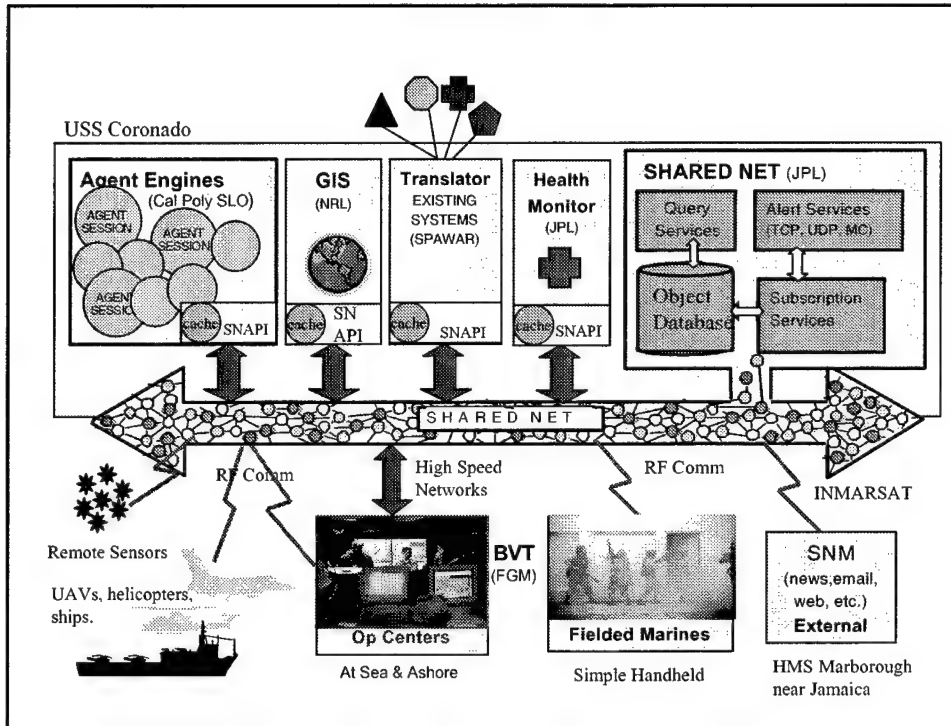 USS Coronado
Agent Engines
(Cal Poly SLO)
AGENT
SESSION
AGENT
SESSION
AGENT
SESSION
cache
SNAPI
GIS
(NRL)
cache
SN
API
Translator
EXISTING
SYSTEMS
(SPAWAR)
cache
SNAPI
Health
Monitor
(JPL)
cache
SNAPI
SHARED NET (JPL)
Query
Services
Alert Services
(TCP, UDP, MC)
Object
Database
Subscription
Services
SHARED NET
RF Comm
High Speed
Networks
RF Comm
INMARSAT
Remote Sensors
UAVs, helicopters,
ships.
BVT
(FGM)
Op Centers
At Sea & Ashore
Fielded Marines
Simple Handheld
SNM
(news,email,
web, etc.)
External
HMS Marborough
near Jamaica